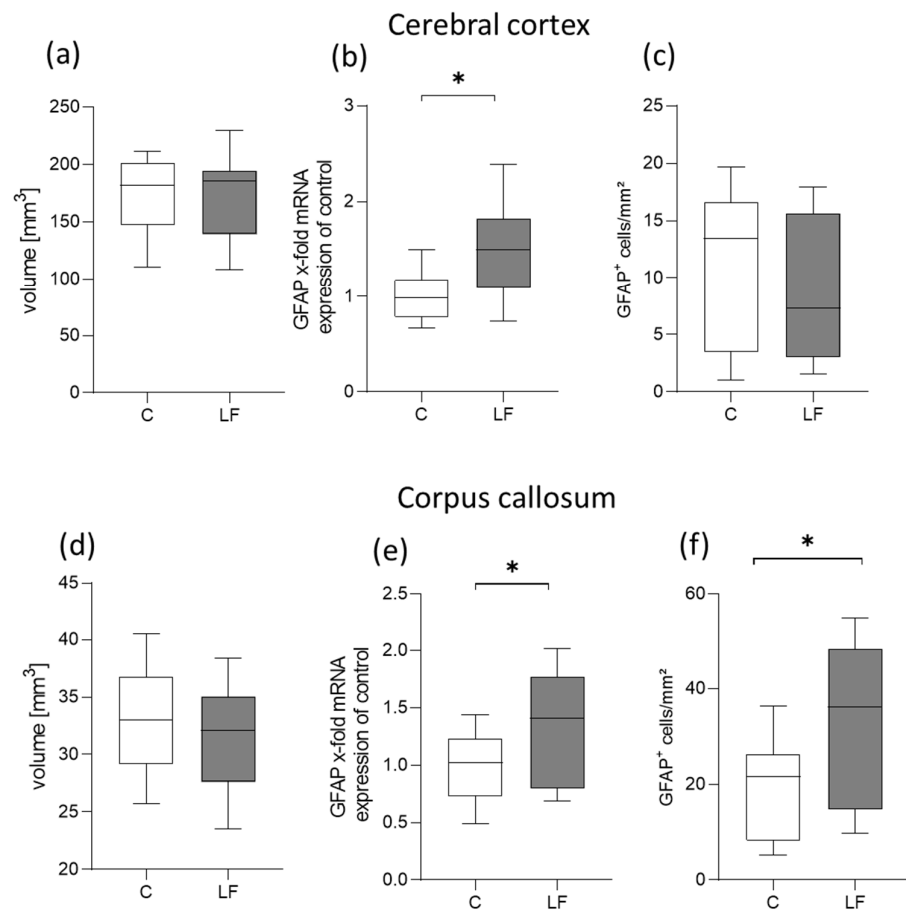 Cerebral cortex
(a)
volume [mm³]
250
200
150
100
50
0
C LF
(b)
*
GFAP x-fold mRNA
expression of control
3
2
1
0
C LF
(c)
GFAP⁺ cells/mm²
25
20
15
10
5
0
C LF
Corpus callosum
(d)
volume [mm³]
45
40
35
30
25
20
C LF
(e)
*
GFAP x-fold mRNA
expression of control
2.5
2.0
1.5
1.0
0.5
0.0
C LF
(f)
*
GFAP⁺ cells/mm²
60
40
20
0
C LF